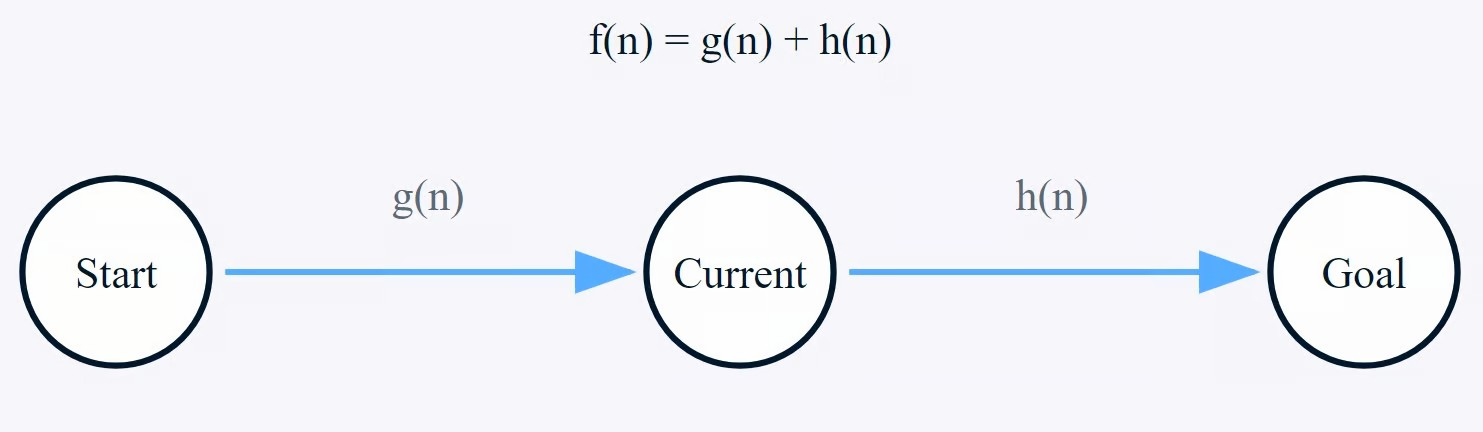 f(n) = g(n) + h(n)
g(n)
h(n)
Start
Current
Goal